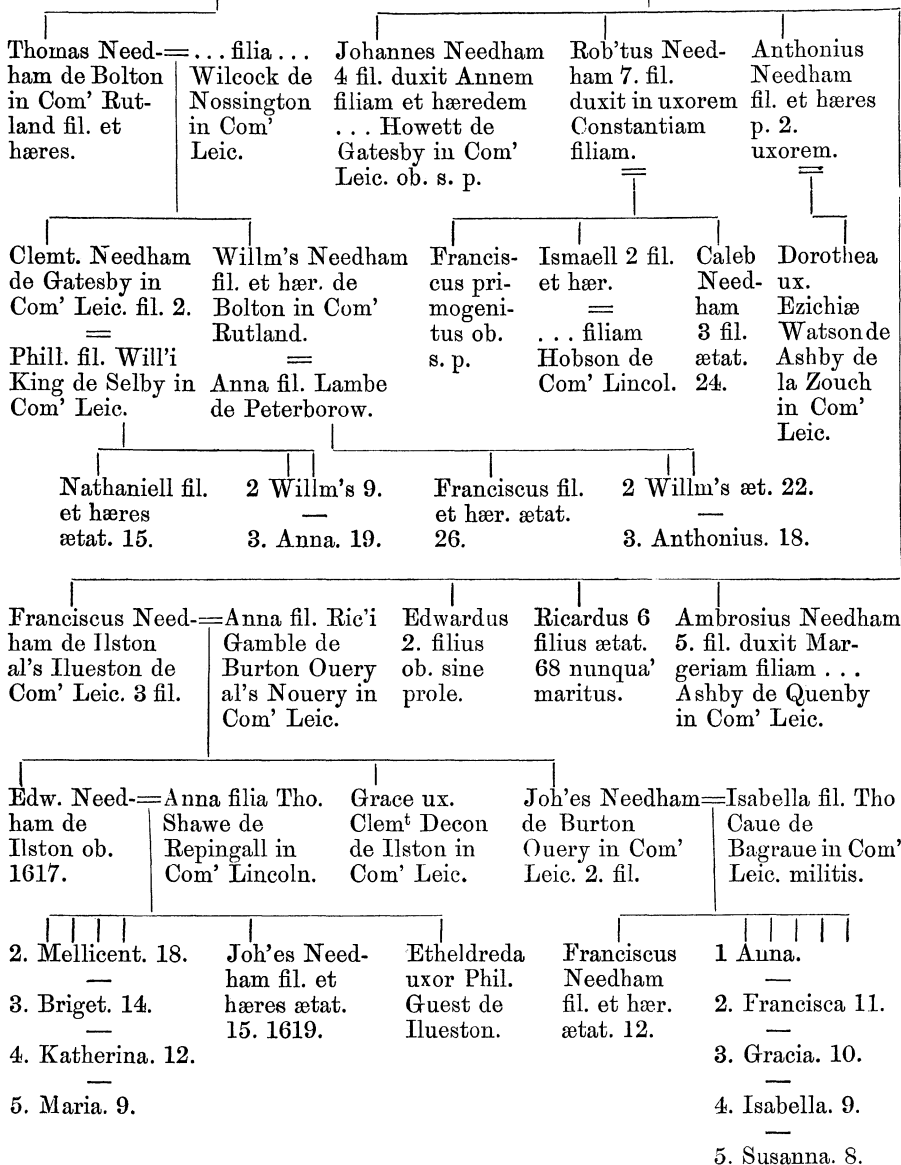 Thomas Need-
ham de Bolton
in Com' Rut-
land fil. et
hæres.
=
. . . filia . . .
Wilcock de
Nossington
in Com'
Leic.
Johannes Needham
4 fil. duxit Annem
filiam et hæredem
. . . Howett de
Gatesby in Com'
Leic. ob. s. p.
Rob'tus Need-
ham 7. fil.
duxit in uxorem
Constantiam
filiam.
=
Anthonius
Needham
fil. et hæres
p. 2.
uxorem.
=
Clemt. Needham
de Gatesby in
Com' Leic. fil. 2.
=
Phill. fil. Will'i
King de Selby in
Com' Leic.
Willm's Needham
fil. et hær. de
Bolton in Com'
Rutland.
=
Anna fil. Lambe
de Peterborow.
Francis-
cus pri-
mogeni-
tus ob.
s. p.
Ismaell 2 fil.
et hær.
=
. . . filiam
Hobson de
Com' Lincol.
Caleb
Need-
ham
3 fil.
ætat.
24.
Dorothea
ux.
Ezichiæ
Watson de
Ashby de
la Zouch
in Com'
Leic.
Nathaniell fil.
et hæres
ætat. 15.
2 Willm's 9.
—
3. Anna. 19.
Franciscus fil.
et hær. ætat.
26.
2 Willm's æt. 22.
—
3. Anthonius. 18.
Franciscus Need-
ham de Ilston
al's Ilueston de
Com' Leic. 3 fil.
=
Anna fil. Ric'i
Gamble de
Burton Ouery
al's Nouery in
Com' Leic.
Edwardus
2. filius
ob. sine
prole.
Ricardus 6
filius ætat.
68 nunqua'
maritus.
Ambrosius Needham
5. fil. duxit Mar-
geriam filiam . . .
Ashby de Quenby
in Com' Leic.
Edw. Need-
ham de
Ilston ob.
1617.
=
Anna filia Tho.
Shawe de
Repingall in
Com' Lincoln.
Grace ux.
Clemᵗ Decon
de Ilston in
Com' Leic.
Joh'es Needham
de Burton
Ouery in Com'
Leic. 2. fil.
=
Isabella fil. Tho
Caue de
Bagraue in Com'
Leic. militis.
2. Mellicent. 18.
—
3. Briget. 14.
—
4. Katherina. 12.
—
5. Maria. 9.
Joh'es Need-
ham fil. et
hæres ætat.
15. 1619.
Etheldreda
uxor Phil.
Guest de
Ilueston.
Franciscus
Needham
fil. et hær.
ætat. 12.
1 Anna.
—
2. Francisca 11.
—
3. Gracia. 10.
—
4. Isabella. 9.
—
5. Susanna. 8.